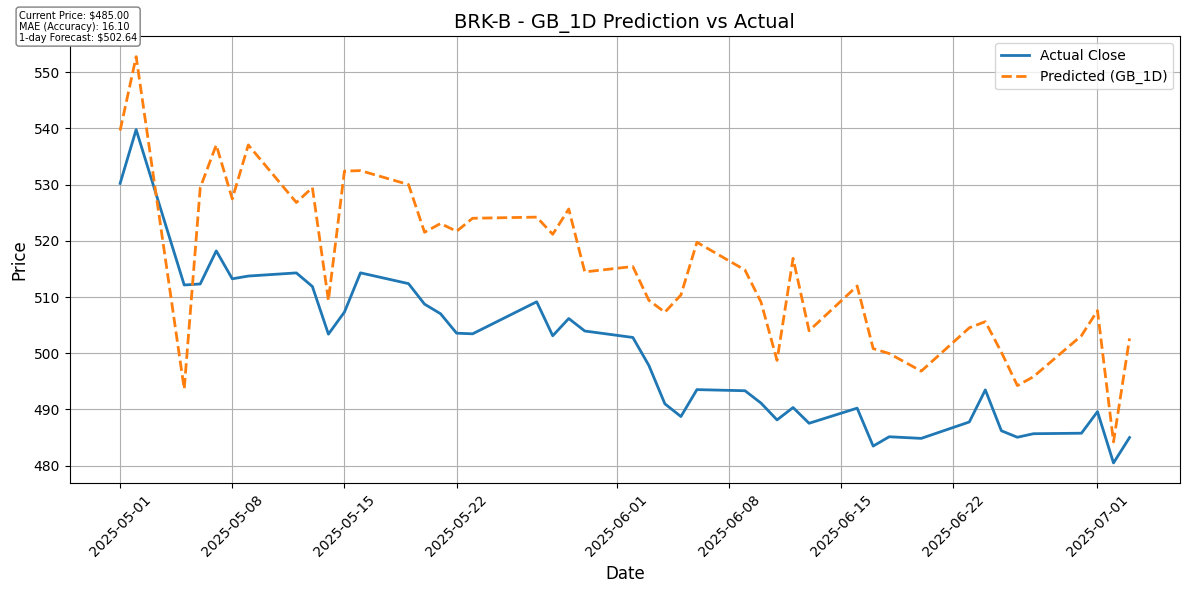 Current Price: $485.00
MAE (Accuracy): 16.10
1-day Forecast: $502.64
BRK-B - GB_1D Prediction vs Actual
Actual Close
Predicted (GB_1D)
Price
550
540
530
520
510
500
490
480
2025-05-01
2025-05-08
2025-05-15
2025-05-22
2025-06-01
2025-06-08
2025-06-15
2025-06-22
2025-07-01
Date